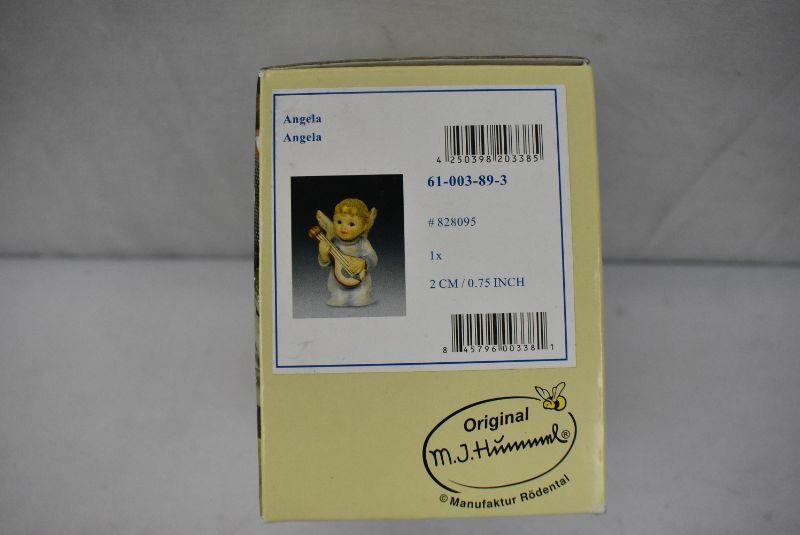 Angela
Angela
4 250398 203385
61-003-89-3
# 828095
1x
2 CM / 0.75 INCH
8 45796 00338 1
Original
M.J.Hummel®
© Manufaktur Rödental